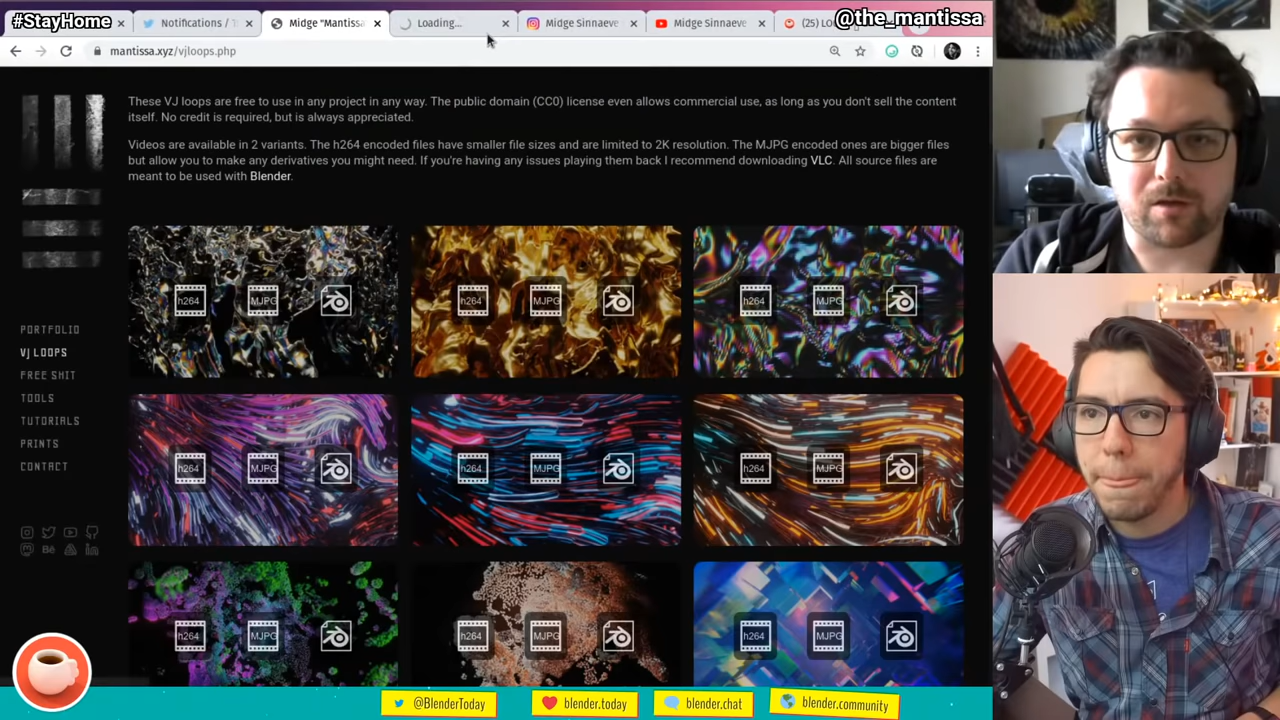 #StayHome
Notifications / T
Midge "Mantissa
Loading...
Midge Sinnaeve
Midge Sinnaeve
(25) LO
@the_mantissa
mantissa.xyz/vjloops.php
These VJ loops are free to use in any project in any way. The public domain (CC0) license even allows commercial use, as long as you don't sell the content
itself. No credit is required, but is always appreciated.
Videos are available in 2 variants. The h264 encoded files have smaller file sizes and are limited to 2K resolution. The MJPG encoded ones are bigger files
but allow you to make any derivatives you might need. If you're having any issues playing them back I recommend downloading VLC. All source files are
meant to be used with Blender.
h264 MJPG h264 MJPG h264 MJPG
PORTFOLIO
VJ LOOPS
FREE SHIT
TOOLS
TUTORIALS
PRINTS
CONTACT
h264 MJPG h264 MJPG h264 MJPG
Bē
in
h264 MJPG h264 MJPG h264 MJPG
@BlenderToday
blender.today
blender.chat
blender.community